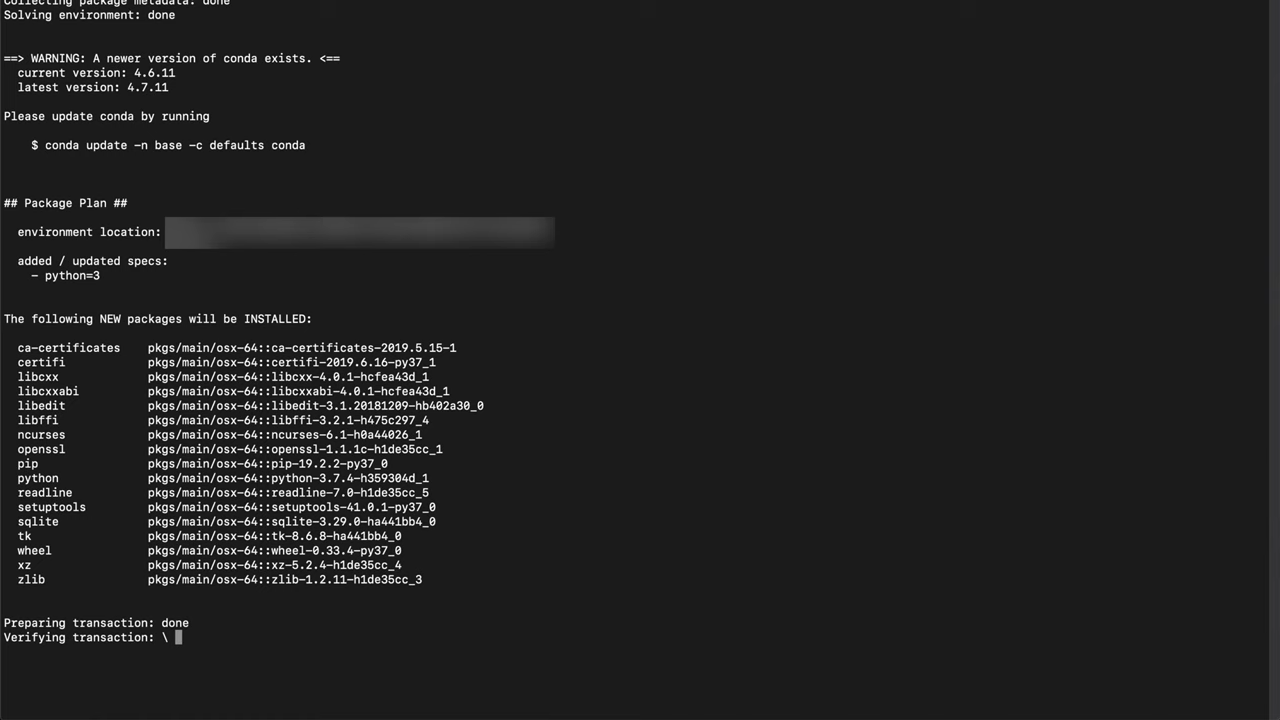 Collecting package metadata: done
Solving environment: done
==> WARNING: A newer version of conda exists. <==
current version: 4.6.11
latest version: 4.7.11
Please update conda by running
$ conda update -n base -c defaults conda
## Package Plan ##
environment location:
added / updated specs:
- python=3
The following NEW packages will be INSTALLED:
ca-certificates pkgs/main/osx-64::ca-certificates-2019.5.15-1
certifi pkgs/main/osx-64::certifi-2019.6.16-py37_1
libcxx pkgs/main/osx-64::libcxx-4.0.1-hcfea43d_1
libcxxabi pkgs/main/osx-64::libcxxabi-4.0.1-hcfea43d_1
libedit pkgs/main/osx-64::libedit-3.1.20181209-hb402a30_0
libffi pkgs/main/osx-64::libffi-3.2.1-h475c297_4
ncurses pkgs/main/osx-64::ncurses-6.1-h0a44026_1
openssl pkgs/main/osx-64::openssl-1.1.1c-h1de35cc_1
pip pkgs/main/osx-64::pip-19.2.2-py37_0
python pkgs/main/osx-64::python-3.7.4-h359304d_1
readline pkgs/main/osx-64::readline-7.0-h1de35cc_5
setuptools pkgs/main/osx-64::setuptools-41.0.1-py37_0
sqlite pkgs/main/osx-64::sqlite-3.29.0-ha441bb4_0
tk pkgs/main/osx-64::tk-8.6.8-ha441bb4_0
wheel pkgs/main/osx-64::wheel-0.33.4-py37_0
xz pkgs/main/osx-64::xz-5.2.4-h1de35cc_4
zlib pkgs/main/osx-64::zlib-1.2.11-h1de35cc_3
Preparing transaction: done
Verifying transaction: \